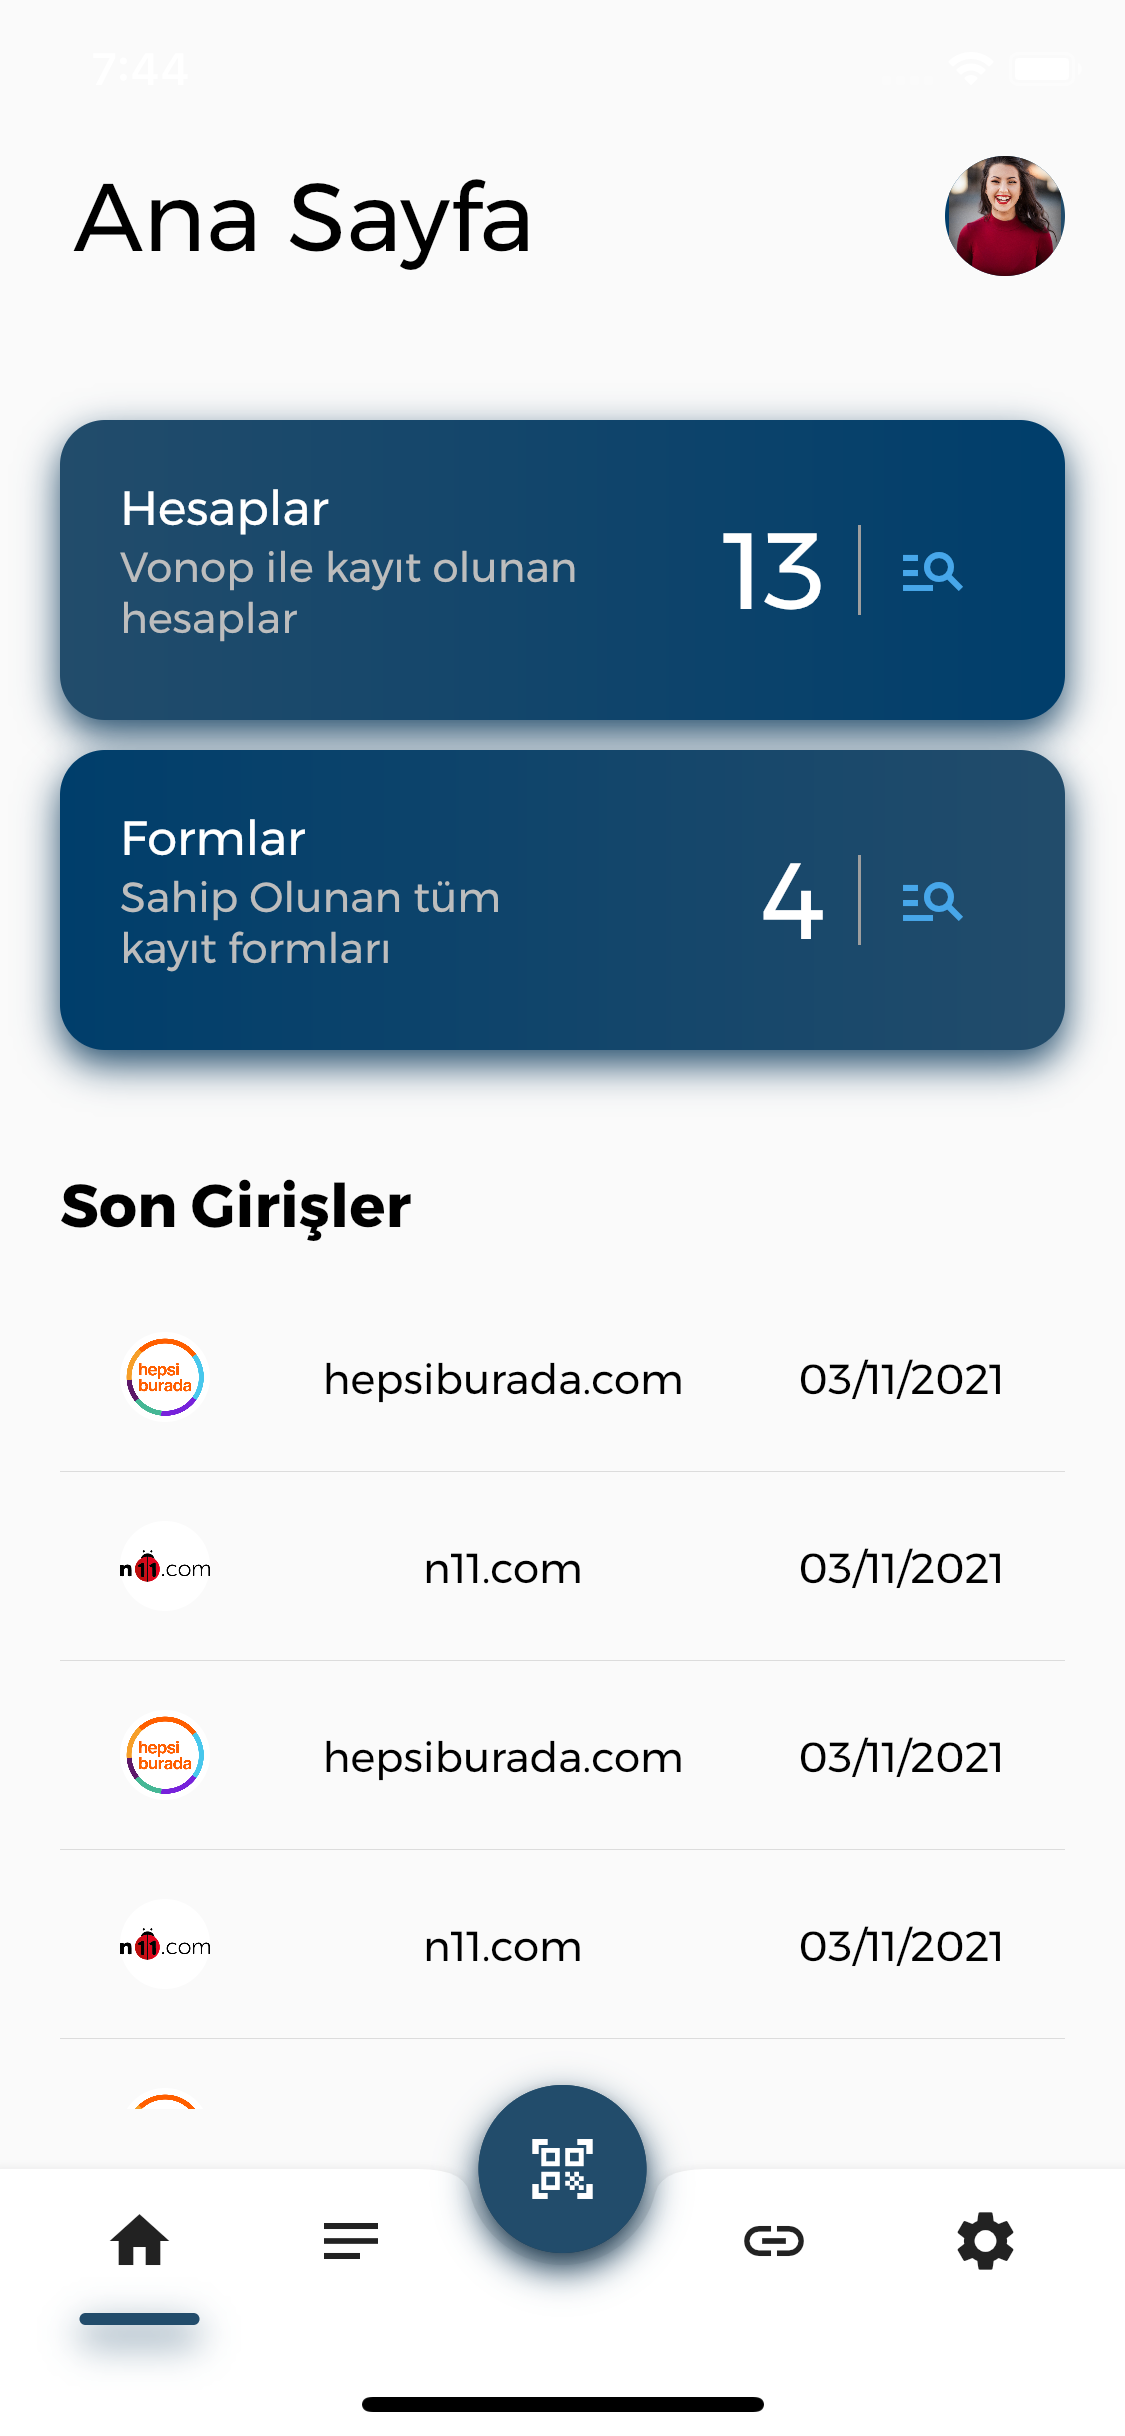 7:44
Ana Sayfa
Hesaplar
Vonop ile kayıt olunan
hesaplar
13
Formlar
Sahip Olunan tüm
kayıt formları
4
Son Girişler
hepsi
burada
hepsiburada.com 03/11/2021
n11.com
n11.com 03/11/2021
hepsi
burada
hepsiburada.com 03/11/2021
n11.com
n11.com 03/11/2021